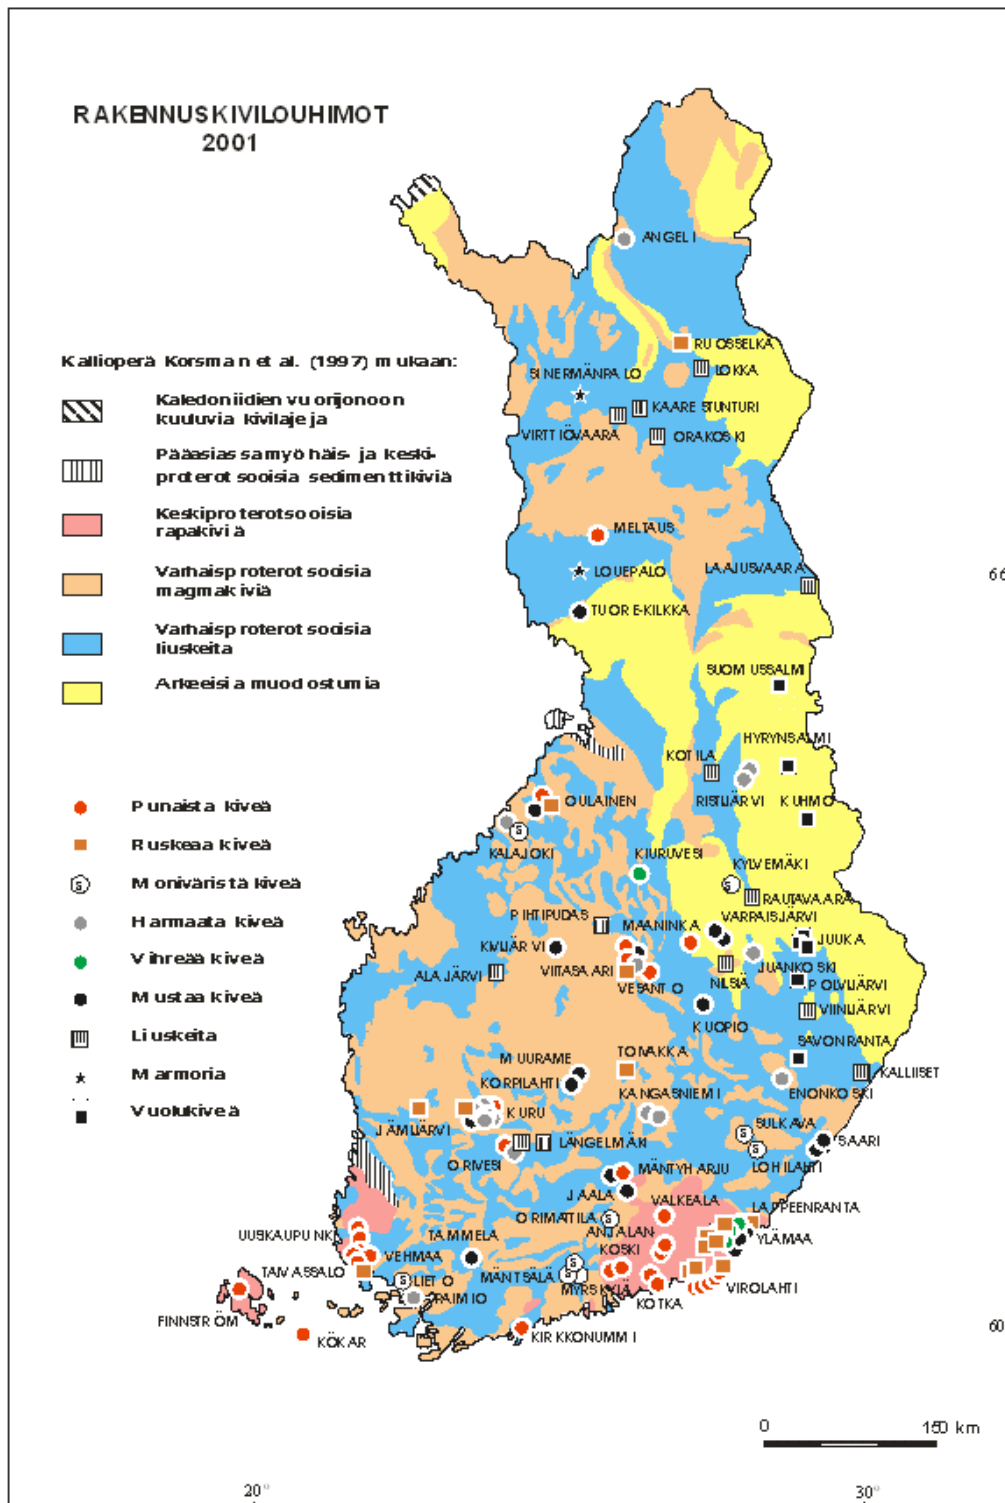 RAKENNUSKIVILOUHIMOT
2001
ANGELI
RUOSSELKÄ
LOKKA
SINERMÄNPALO
KAARESTUNTURI
VIRTTIÖVAARA
ORAKOSKI
Kallioperä Korsman et al. (1997) mukaan:
Kaledoniidien vuorijonoon
kuuluvia kivilajeja
Pääasiassa myöhäis- ja keski-
proterotsooisia sedimenttikiviä
Keskiproterotsooisia
rapakiviä
Varhaisproterotsooisia
magmakiviä
Varhaisproterotsooisia
liuskeita
Arkeeisia muodostumia
MELTAUS
LOUEPALO
LAAJUSVAARA
66
TUORE-KILKKA
SUOMUSSALMI
HYRYNSALMI
KOTILA
RISTIJÄRVI
KUHMO
OULAINEN
KALAJOKI
KIURUVESI
KYLVEMÄKI
RAUTAVAARA
PIHTIPUDAS
MAANINKA
VARPAISJÄRVI
KIVIJÄRVI
JUUKA
ALAJÄRVI
VIITASAARI
JUANKOSKI
NILSIÄ
VESANTO
POLVIJÄRVI
VIINIJÄRVI
KUOPIO
SAVONRANTA
MUURAME
TOIVAKKA
KALLIISET
KORPILAHTI
KANGASNIEMI
ENONKOSKI
KURU
JÄMIJÄRVI
SULKAVA
LÄNGELMÄKI
SAARI
ORIVESI
MÄNTYHARJU
LOHILAHTI
JAALA
VALKEALA
LAPPEENRANTA
ORIMATTILA
ANJALAN-
KOSKI
UUSKAUPUNKI
TAMMELA
YLÄMAA
VEHMAA
TAIVASSALO
LIETO
MÄNTSÄLÄ
MYRSKYLÄ
VIROLAHTI
PAIMIO
KOTKA
FINNSTRÖM
KÖKAR
KIRKKONUMMI
60
Punaista kiveä
Ruskeaa kiveä
S Moniväristä kiveä
Harmaata kiveä
Vihreää kiveä
Mustaa kiveä
Liuskeita
Marmoria
Vuolukiveä
0 150 km
20° 30°